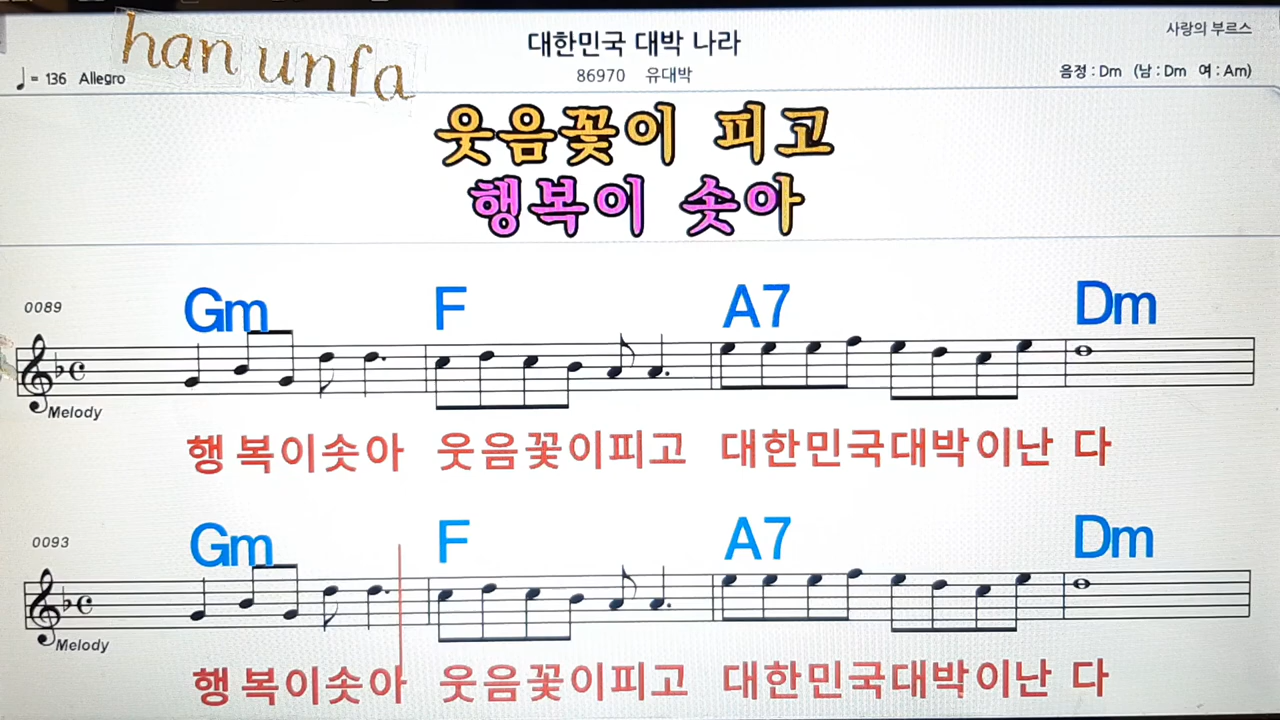 han unfa
대한민국 대박 나라
사랑의 부르스
♩= 136 Allegro
86970 유대박
음정 : Dm (남 : Dm 여 : Am)
웃음꽃이 피고
행복이 솟아
0089
Gm F A7 Dm
Melody
행복이솟아 웃음꽃이피고 대한민국대박이난다
0093
Gm F A7 Dm
Melody
행복이솟아 웃음꽃이피고 대한민국대박이난다